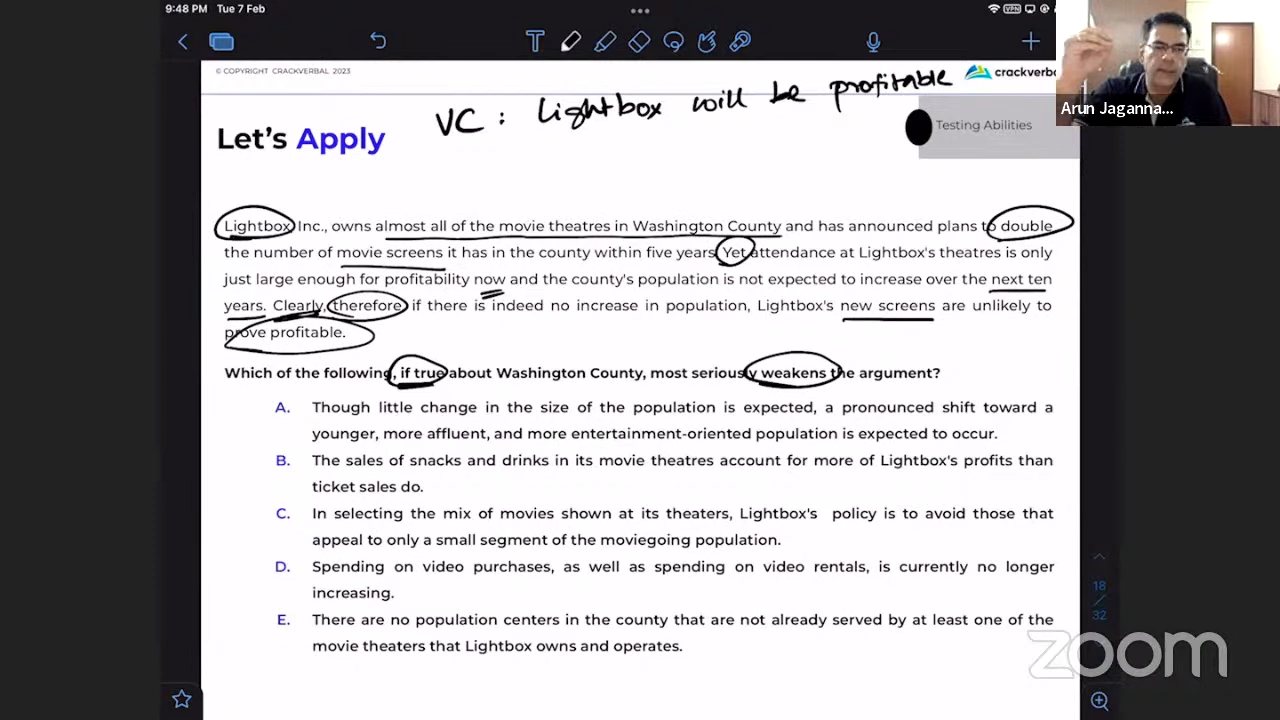 9:48 PM Tue 7 Feb
VPN
© COPYRIGHT CRACKVERBAL 2023
crackverba
Arun Jaganna...
VC : Lightbox will be profitable
Let's Apply
Testing Abilities
Lightbox Inc., owns almost all of the movie theatres in Washington County and has announced plans to double
the number of movie screens it has in the county within five years. Yet attendance at Lightbox's theatres is only
just large enough for profitability now and the county's population is not expected to increase over the next ten
years. Clearly, therefore if there is indeed no increase in population, Lightbox's new screens are unlikely to
prove profitable.
Which of the following, if true about Washington County, most seriously weakens the argument?
A. Though little change in the size of the population is expected, a pronounced shift toward a
younger, more affluent, and more entertainment-oriented population is expected to occur.
B. The sales of snacks and drinks in its movie theatres account for more of Lightbox's profits than
ticket sales do.
C. In selecting the mix of movies shown at its theaters, Lightbox's policy is to avoid those that
appeal to only a small segment of the moviegoing population.
D. Spending on video purchases, as well as spending on video rentals, is currently no longer
increasing.
E. There are no population centers in the county that are not already served by at least one of the
movie theaters that Lightbox owns and operates.
18
/
32
zoom